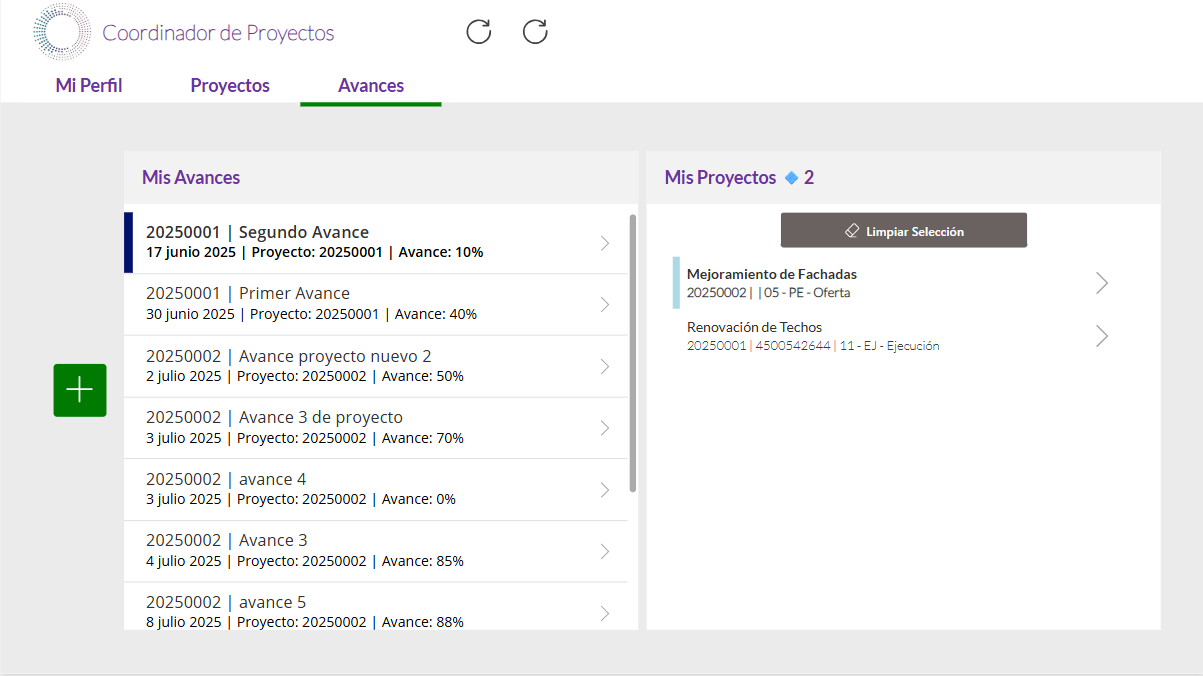 Coordinador de Proyectos
Mi Perfil Proyectos Avances
Mis Avances
20250001 | Segundo Avance
17 junio 2025 | Proyecto: 20250001 | Avance: 10%
20250001 | Primer Avance
30 junio 2025 | Proyecto: 20250001 | Avance: 40%
20250002 | Avance proyecto nuevo 2
2 julio 2025 | Proyecto: 20250002 | Avance: 50%
20250002 | Avance 3 de proyecto
3 julio 2025 | Proyecto: 20250002 | Avance: 70%
20250002 | avance 4
3 julio 2025 | Proyecto: 20250002 | Avance: 0%
20250002 | Avance 3
4 julio 2025 | Proyecto: 20250002 | Avance: 85%
20250002 | avance 5
8 julio 2025 | Proyecto: 20250002 | Avance: 88%
Mis Proyectos 🔹 2
Limpiar Selección
Mejoramiento de Fachadas
20250002 | | 05 - PE - Oferta
Renovación de Techos
20250001 | 4500542644 | 11 - EJ - Ejecución